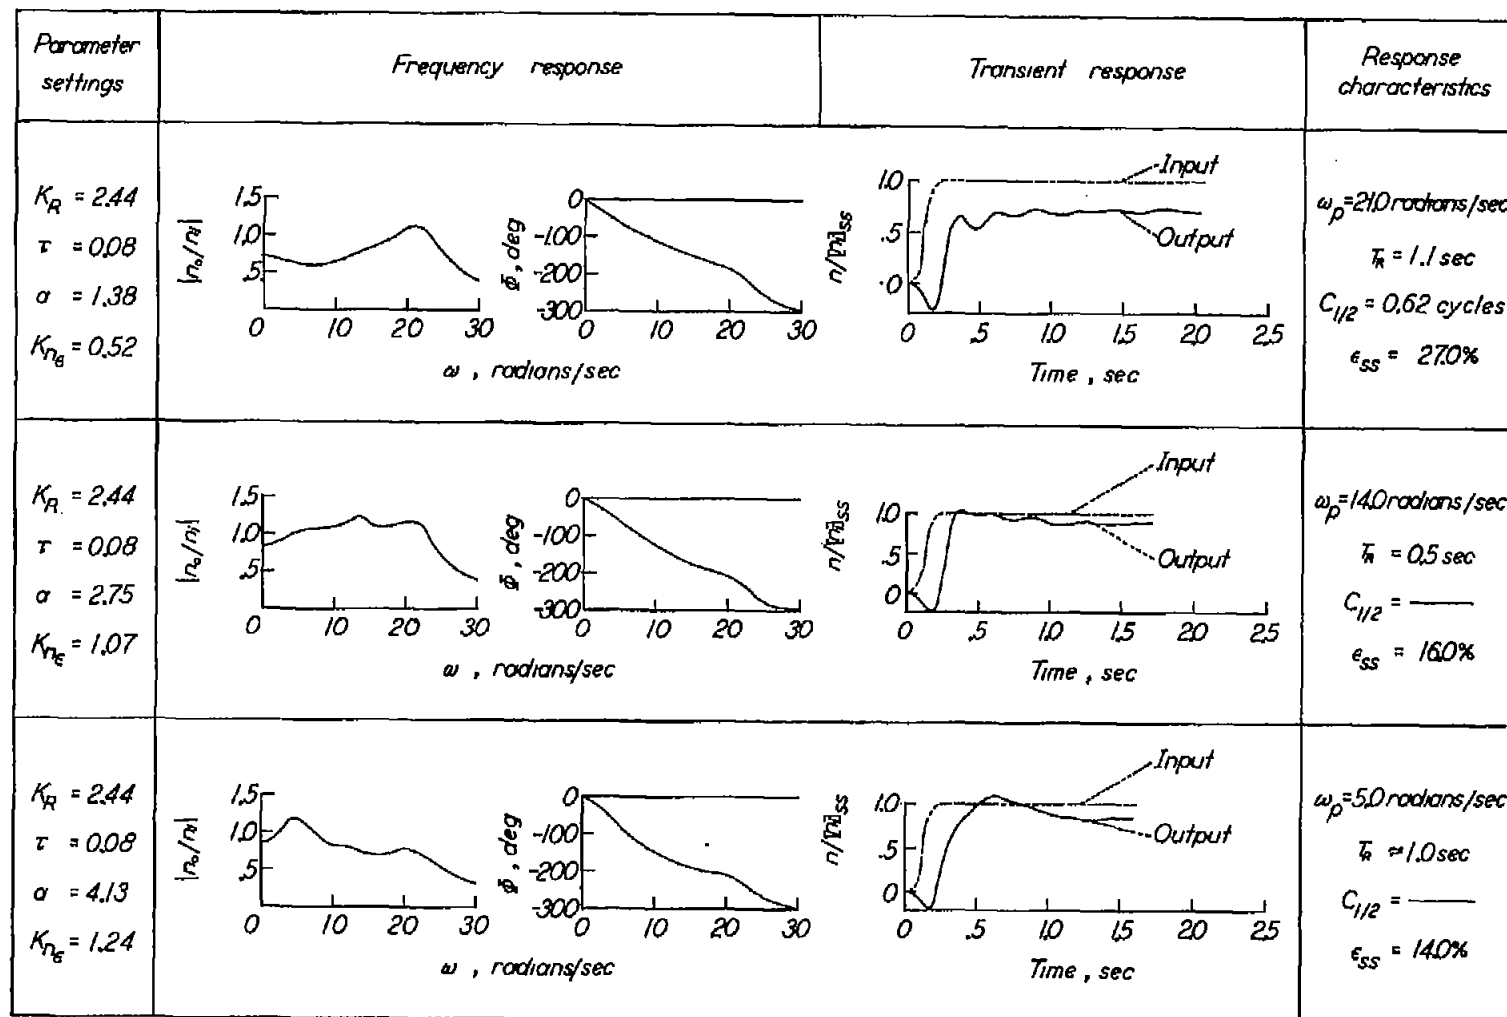 Parameter settings
Frequency response
Transient response
Response characteristics
K_R = 2.44
τ = 0.08
a = 1.38
K_nε = 0.52
|n_o/n_i|
1.5
1.0
.5
0 10 20 30
Φ, deg
0
-100
-200
-300
0 10 20 30
ω, radians/sec
n/[n_i]_ss
1.0
.5
.0
0 .5 1.0 1.5 2.0 2.5
Time, sec
Input
Output
ω_p=21.0 radians/sec
T_R = 1.1 sec
C_1/2 = 0.62 cycles
ε_ss = 27.0%
K_R = 2.44
τ = 0.08
a = 2.75
K_nε = 1.07
|n_o/n_i|
1.5
1.0
.5
0 10 20 30
Φ, deg
0
-100
-200
-300
0 10 20 30
ω, radians/sec
n/[n_i]_ss
1.0
.5
0
0 .5 1.0 1.5 2.0 2.5
Time, sec
Input
Output
ω_p=14.0 radians/sec
T_R = 0.5 sec
C_1/2 = ———
ε_ss = 16.0%
K_R = 2.44
τ = 0.08
a = 4.13
K_nε = 1.24
|n_o/n_i|
1.5
1.0
.5
0 10 20 30
Φ, deg
0
-100
-200
-300
0 10 20 30
ω, radians/sec
n/[n_i]_ss
1.0
.5
0
0 .5 1.0 1.5 2.0 2.5
Time, sec
Input
Output
ω_p=5.0 radians/sec
T_R ≈ 1.0 sec
C_1/2 = ———
ε_ss = 14.0%